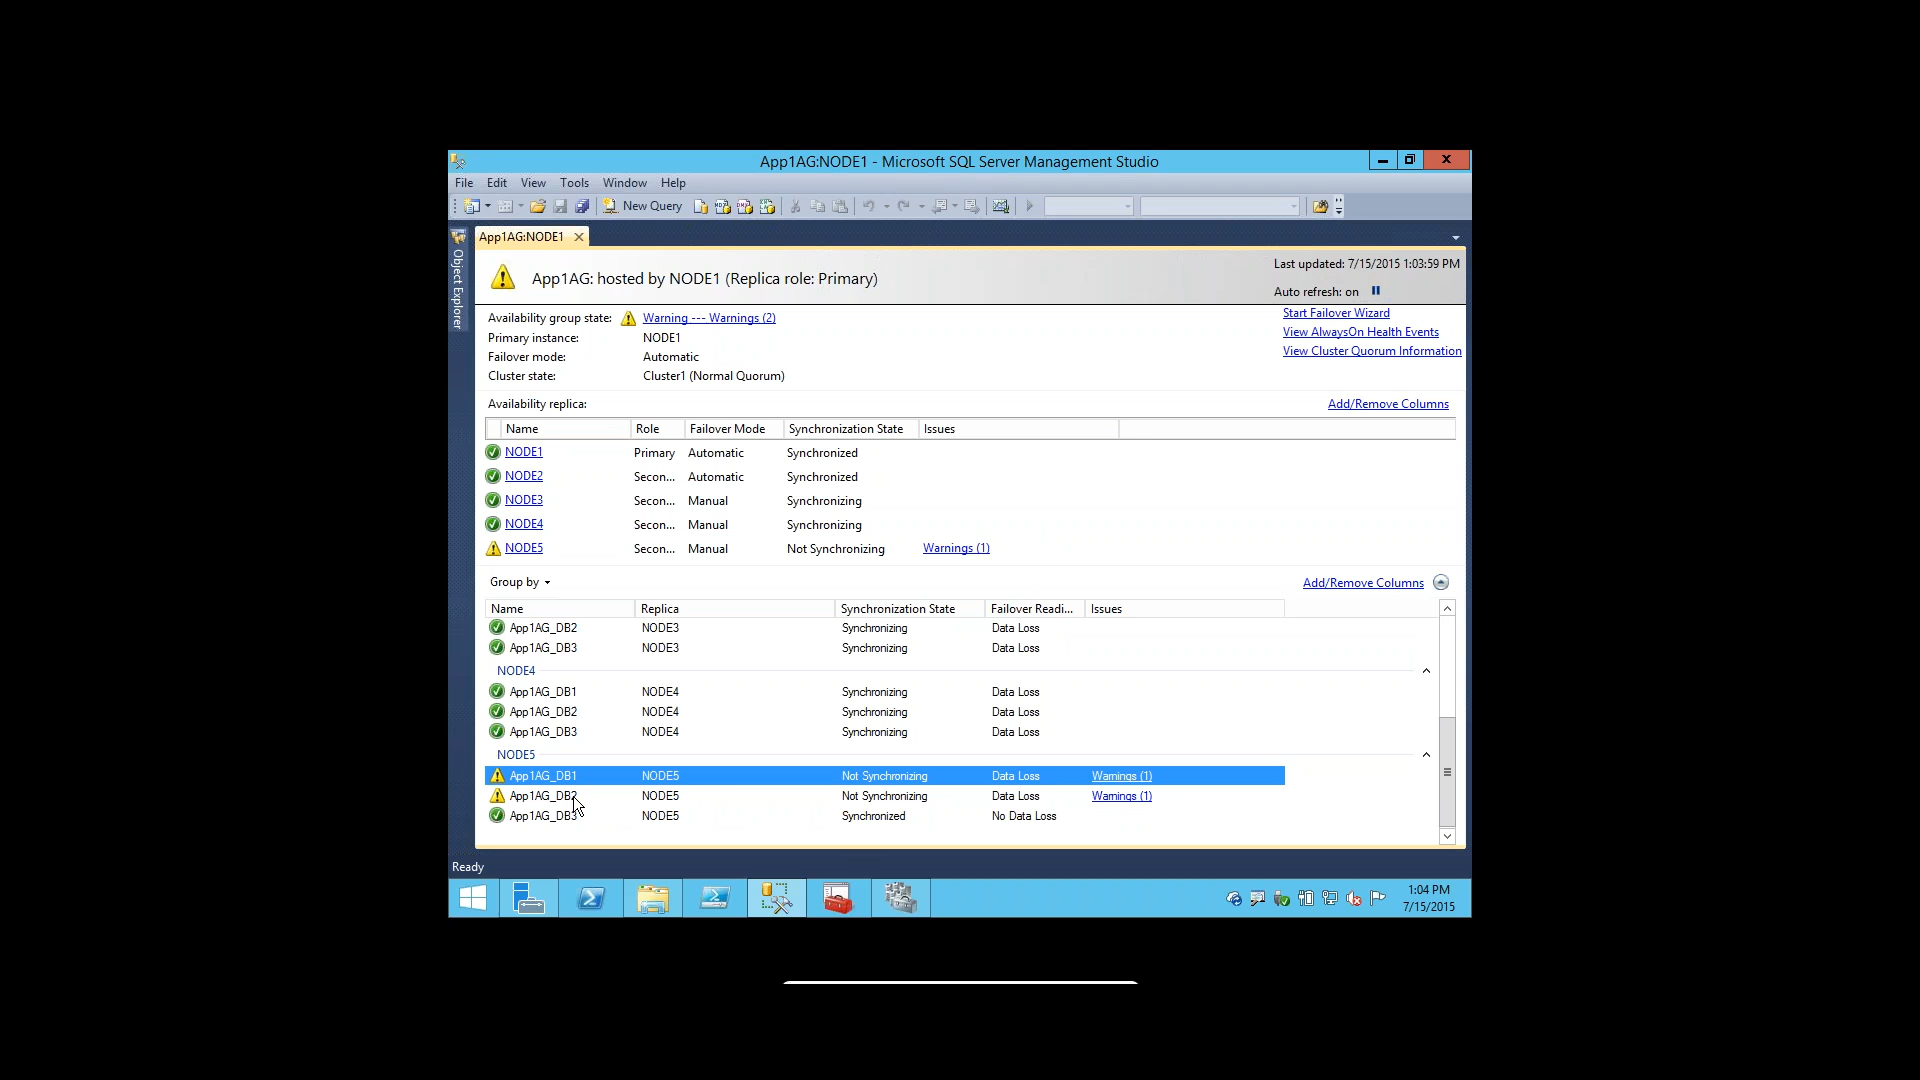 App1AG:NODE1 - Microsoft SQL Server Management Studio
File Edit View Tools Window Help
New Query
Object Explorer
App1AG:NODE1
App1AG: hosted by NODE1 (Replica role: Primary)
Last updated: 7/15/2015 1:03:59 PM
Auto refresh: on
Availability group state: Warning --- Warnings (2)
Start Failover Wizard
Primary instance: NODE1
View AlwaysOn Health Events
Failover mode: Automatic
View Cluster Quorum Information
Cluster state: Cluster1 (Normal Quorum)
Availability replica: Add/Remove Columns
Name Role Failover Mode Synchronization State Issues
NODE1 Primary Automatic Synchronized
NODE2 Secon... Automatic Synchronized
NODE3 Secon... Manual Synchronizing
NODE4 Secon... Manual Synchronizing
NODE5 Secon... Manual Not Synchronizing Warnings (1)
Group by Add/Remove Columns
Name Replica Synchronization State Failover Readi... Issues
App1AG_DB2 NODE3 Synchronizing Data Loss
App1AG_DB3 NODE3 Synchronizing Data Loss
NODE4
App1AG_DB1 NODE4 Synchronizing Data Loss
App1AG_DB2 NODE4 Synchronizing Data Loss
App1AG_DB3 NODE4 Synchronizing Data Loss
NODE5
App1AG_DB1 NODE5 Not Synchronizing Data Loss Warnings (1)
App1AG_DB2 NODE5 Not Synchronizing Data Loss Warnings (1)
App1AG_DB3 NODE5 Synchronized No Data Loss
Ready
1:04 PM
7/15/2015